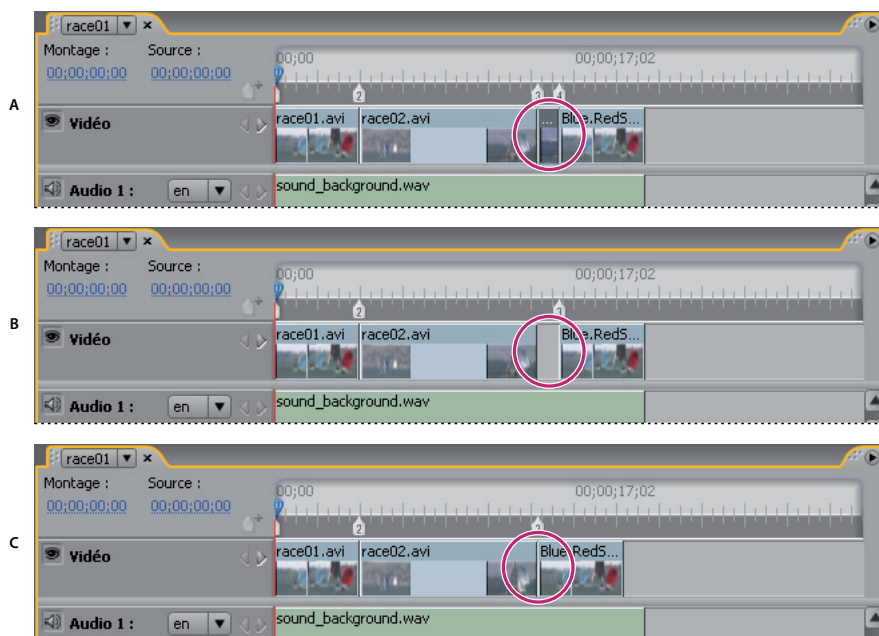 race01
Montage : Source :
00;00;00;00 00;00;00;00
00;00 00;00;17;02
2 3 4
A
Vidéo
race01.avi race02.avi ... Blue.RedS...
Audio 1 : en
sound_background.wav
race01
Montage : Source :
00;00;00;00 00;00;00;00
00;00 00;00;17;02
2 3
B
Vidéo
race01.avi race02.avi Blue.RedS...
Audio 1 : en
sound_background.wav
race01
Montage : Source :
00;00;00;00 00;00;00;00
00;00 00;00;17;02
2 3
C
Vidéo
race01.avi race02.avi Blue.RedS...
Audio 1 : en
sound_background.wav